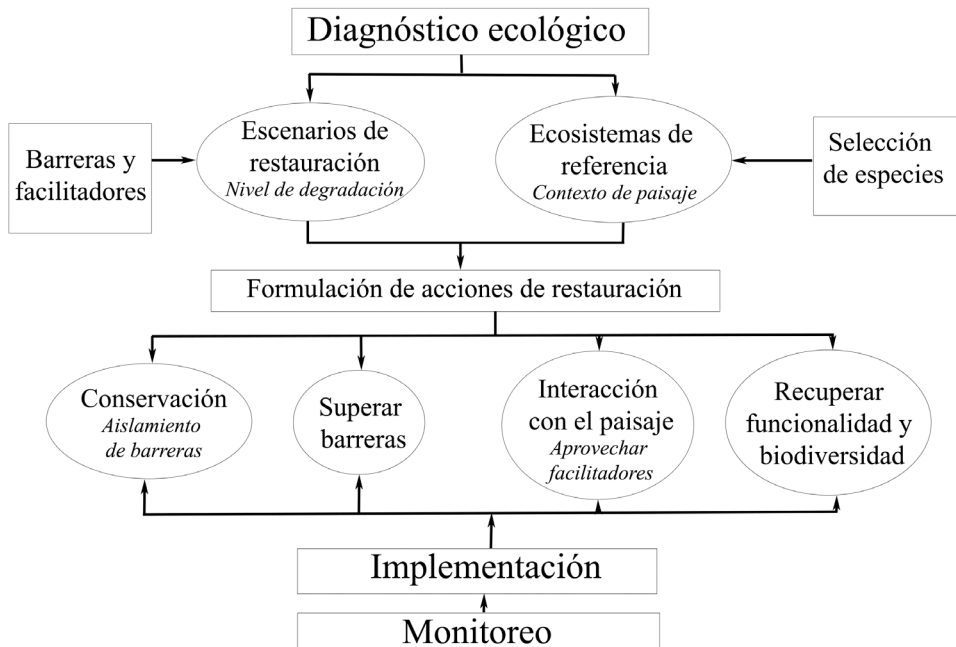 Diagnóstico ecológico
Barreras y
facilitadores
Escenarios de
restauración
Nivel de degradación
Ecosistemas de
referencia
Contexto de paisaje
Selección
de especies
Formulación de acciones de restauración
Conservación
Aislamiento
de barreras
Superar
barreras
Interacción
con el paisaje
Aprovechar
facilitadores
Recuperar
funcionalidad y
biodiversidad
Implementación
Monitoreo